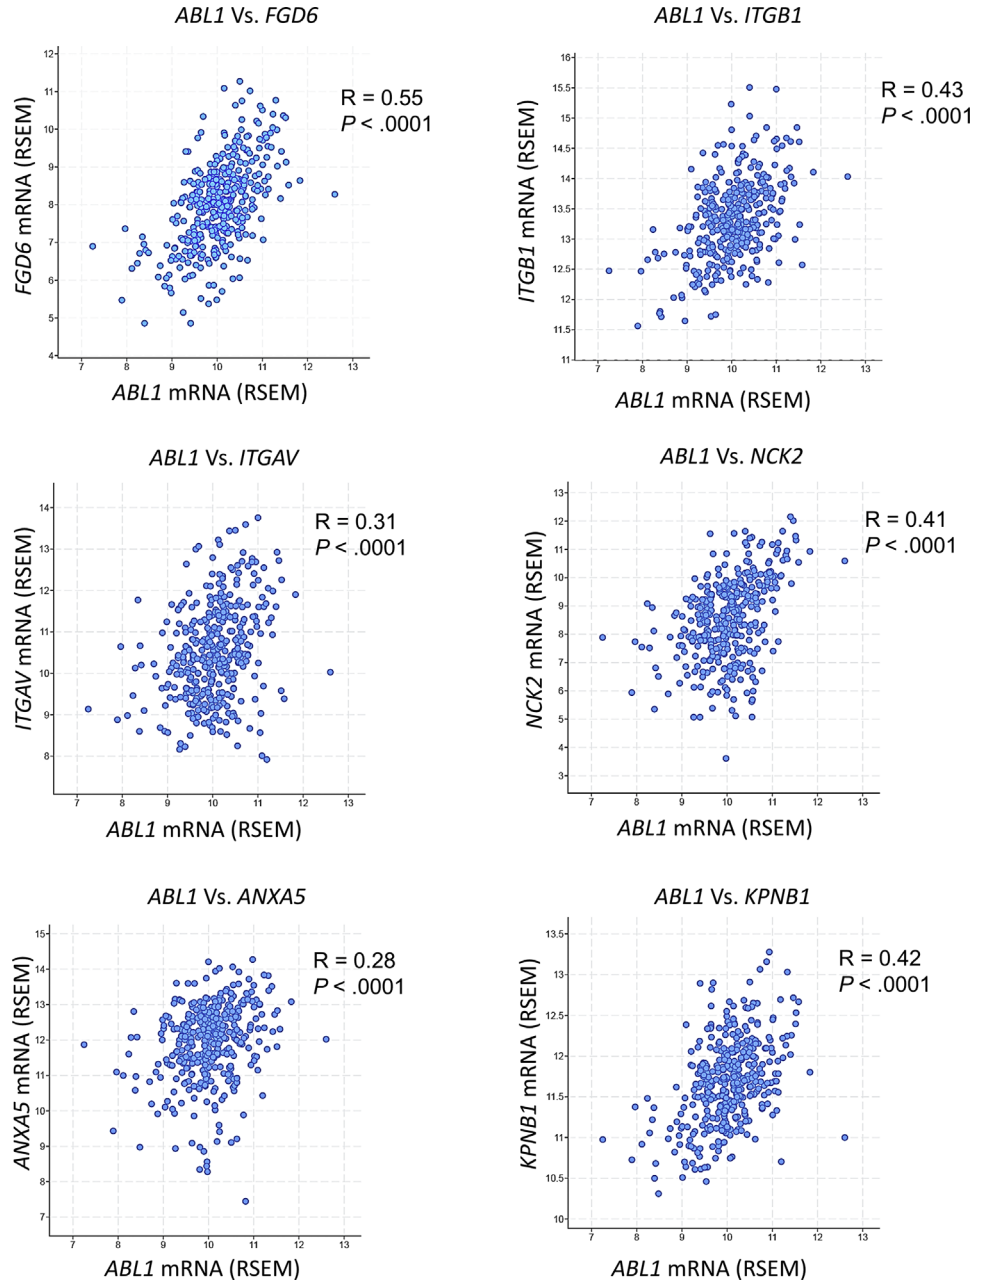 ABL1 Vs. FGD6
12
11
10
9
8
7
6
5
4
7 8 9 10 11 12 13
FGD6 mRNA (RSEM)
ABL1 mRNA (RSEM)
R = 0.55
P < .0001
ABL1 Vs. ITGB1
16
15.5
15
14.5
14
13.5
13
12.5
12
11.5
11
7 8 9 10 11 12 13
ITGB1 mRNA (RSEM)
ABL1 mRNA (RSEM)
R = 0.43
P < .0001
ABL1 Vs. ITGAV
14
13
12
11
10
9
8
7 8 9 10 11 12 13
ITGAV mRNA (RSEM)
ABL1 mRNA (RSEM)
R = 0.31
P < .0001
ABL1 Vs. NCK2
13
12
11
10
9
8
7
6
5
4
3
7 8 9 10 11 12 13
NCK2 mRNA (RSEM)
ABL1 mRNA (RSEM)
R = 0.41
P < .0001
ABL1 Vs. ANXA5
15
14
13
12
11
10
9
8
7
7 8 9 10 11 12 13
ANXA5 mRNA (RSEM)
ABL1 mRNA (RSEM)
R = 0.28
P < .0001
ABL1 Vs. KPNB1
13.5
13
12.5
12
11.5
11
10.5
10
7 8 9 10 11 12 13
KPNB1 mRNA (RSEM)
ABL1 mRNA (RSEM)
R = 0.42
P < .0001